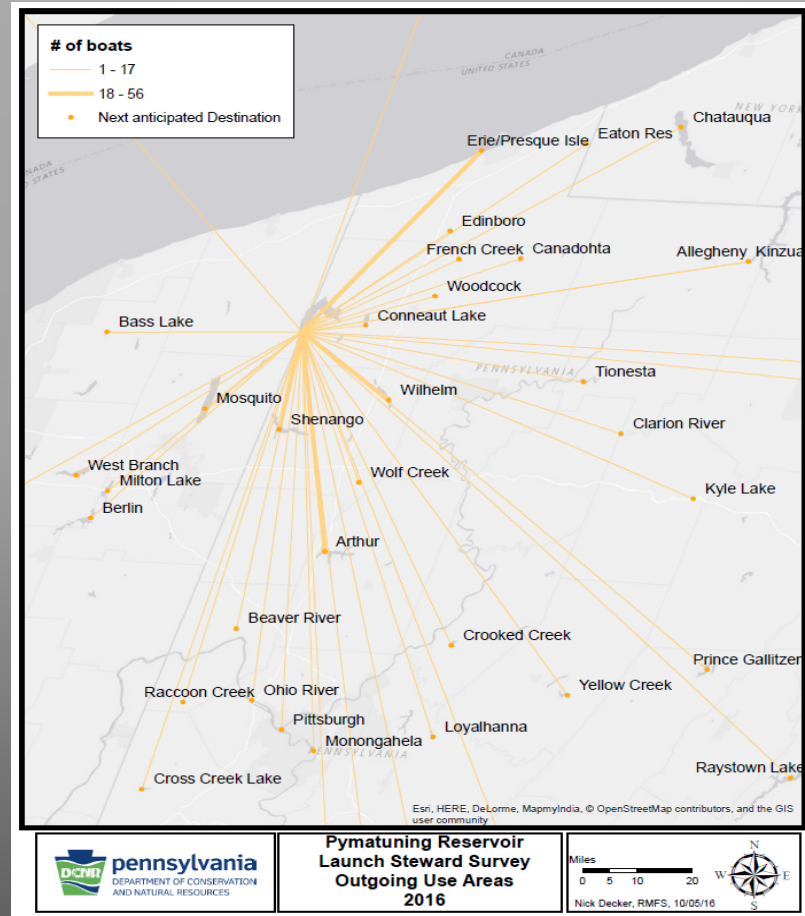 # of boats
1 - 17
18 - 56
Next anticipated Destination
CANADA
UNITED STATES
NEW YORK
CANADA
UNITED STATES
Chatauqua
Eaton Res
Erie/Presque Isle
Edinboro
French Creek
Canadohta
Allegheny Kinzua
Woodcock
Conneaut Lake
Bass Lake
PENNSYLVANIA
Tionesta
Wilhelm
Mosquito
Shenango
Clarion River
West Branch
Wolf Creek
Milton Lake
Kyle Lake
Berlin
Arthur
Beaver River
Crooked Creek
Prince Gallitzen
Yellow Creek
Raccoon Creek
Ohio River
Pittsburgh
Loyalhanna
Monongahela
PENNSYLVANIA
Raystown Lake
Cross Creek Lake
Esri, HERE, DeLorme, MapmyIndia, © OpenStreetMap contributors, and the GIS
user community
DCNR
pennsylvania
DEPARTMENT OF CONSERVATION
AND NATURAL RESOURCES
Pymatuning Reservoir
Launch Steward Survey
Outgoing Use Areas
2016
Miles
0 5 10 20
N
W E
S
Nick Decker, RMFS, 10/05/16